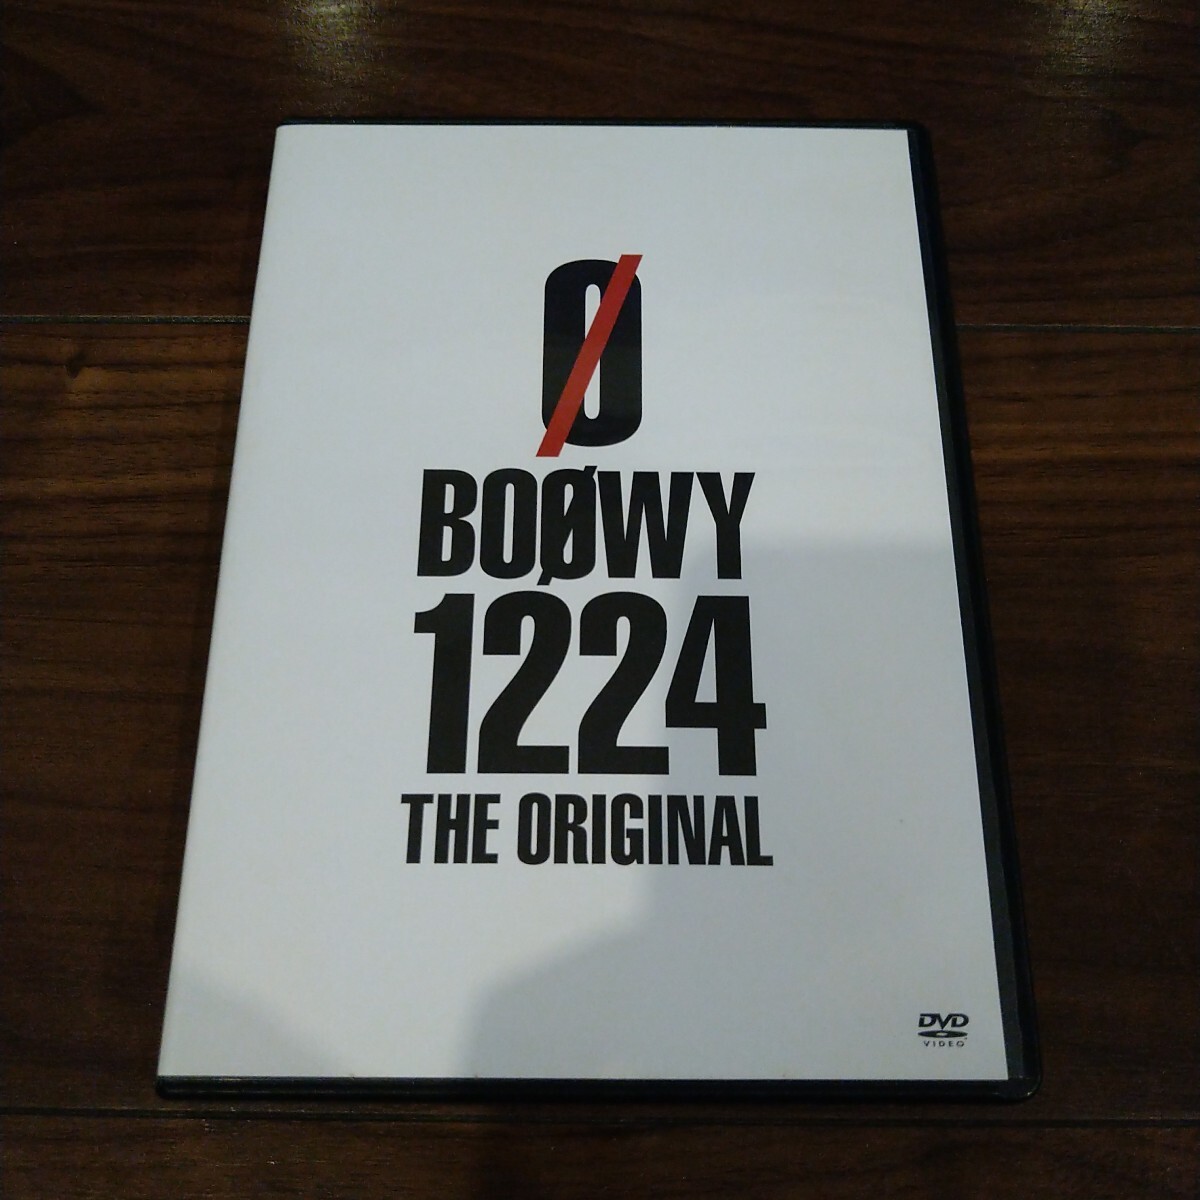 Ø
BOØWY
1224
THE ORIGINAL
DVD
VIDEO